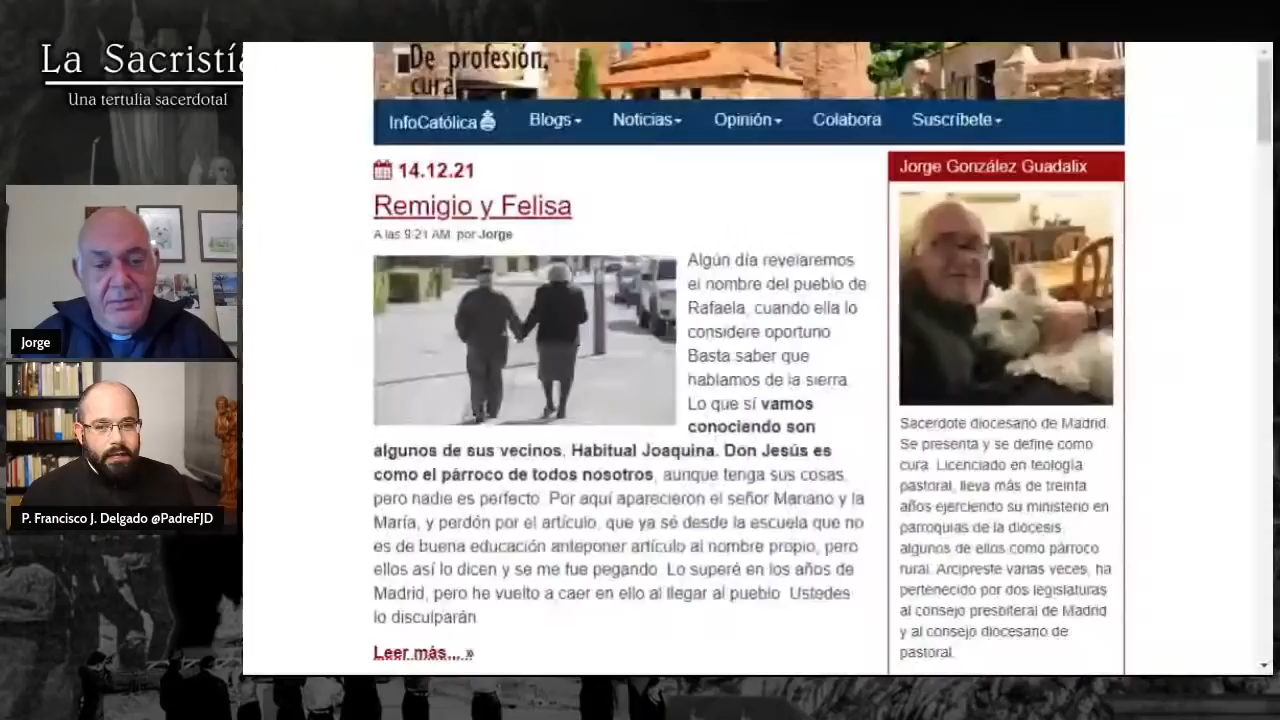 La Sacristía
Una tertulia sacerdotal
Jorge
P. Francisco J. Delgado @PadreFJD
De profesión,
cura
InfoCatólica
Blogs
Noticias
Opinión
Colabora
Suscríbete
14.12.21
Remigio y Felisa
A las 9:21 AM, por Jorge
Algún día revelaremos
el nombre del pueblo de
Rafaela, cuando ella lo
considere oportuno
Basta saber que
hablamos de la sierra.
Lo que sí vamos
conociendo son
algunos de sus vecinos. Habitual Joaquina. Don Jesús es
como el párroco de todos nosotros, aunque tenga sus cosas,
pero nadie es perfecto. Por aquí aparecieron el señor Mariano y la
María, y perdón por el artículo, que ya sé desde la escuela que no
es de buena educación anteponer artículo al nombre propio, pero
ellos así lo dicen y se me fue pegando. Lo superé en los años de
Madrid, pero he vuelto a caer en ello al llegar al pueblo. Ustedes
lo disculparán
Leer más... »
Jorge González Guadalix
Sacerdote diocesano de Madrid.
Se presenta y se define como
cura. Licenciado en teología
pastoral, lleva más de treinta
años ejerciendo su ministerio en
parroquias de la diócesis,
algunos de ellos como párroco
rural. Arcipreste varias veces, ha
pertenecido por dos legislaturas
al consejo presbiteral de Madrid
y al consejo diocesano de
pastoral.